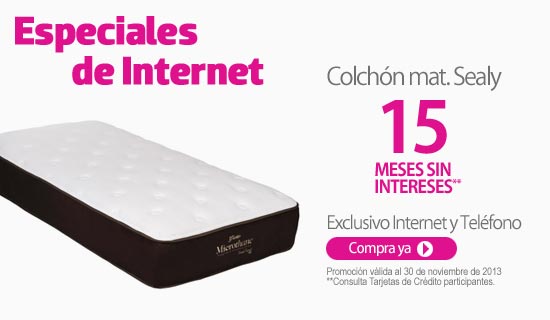 Especiales
de Internet
Colchón mat. Sealy
15
MESES SIN
INTERESES**
Exclusivo Internet y Teléfono
Compra ya
Promoción válida al 30 de noviembre de 2013
**Consulta Tarjetas de Crédito participantes.
Microthane